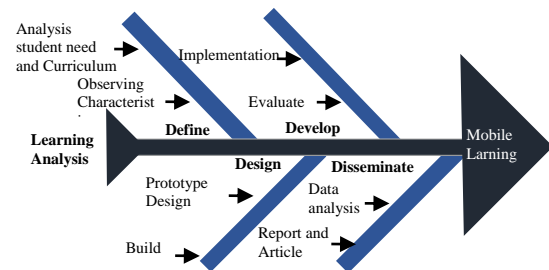 Analysis
student need
and Curriculum
Observing
Characterist
Implementation
Evaluate
Learning
Analysis
Define
Develop
Design
Disseminate
Mobile
Larning
Prototype
Design
Build
Data
analysis
Report and
Article